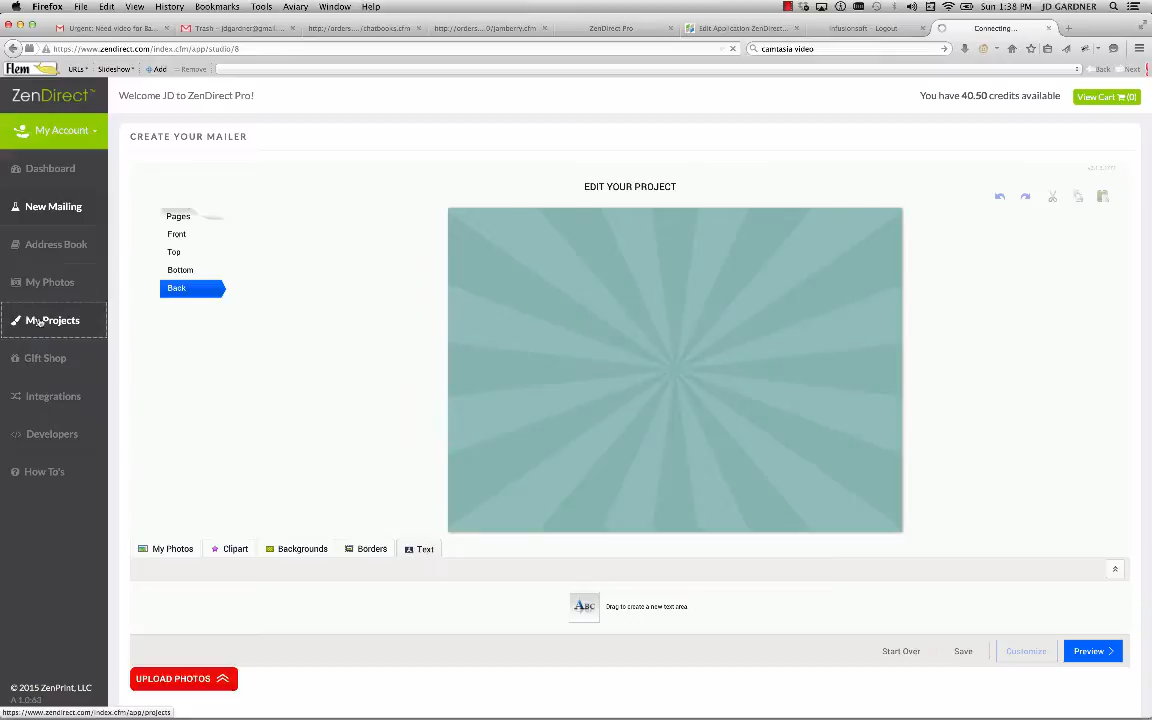 Firefox File Edit View History Bookmarks Tools Aviary Window Help Sun 1:38 PM JD GARDNER
Urgent: Need video for Ba... Trash – jdgardner@gmail... http://orders..../chatbooks.cfm http://orders....0/jamberry.cfm ZenDirect Pro Edit Application ZenDirect... Infusionsoft – Logout Connecting...
https://www.zendirect.com/index.cfm/app/studio/8 camtasia video
Flem URLs Slideshow Add Remove Back Next
ZenDirect™ Welcome JD to ZenDirect Pro! You have 40.50 credits available View Cart (0)
My Account
CREATE YOUR MAILER
Dashboard
EDIT YOUR PROJECT
New Mailing
Pages
Front
Address Book
Top
Bottom
My Photos
Back
My Projects
Gift Shop
Integrations
Developers
How To's
My Photos Clipart Backgrounds Borders Text
ABC Drag to create a new text area.
Start Over Save Customize Preview
UPLOAD PHOTOS
© 2015 ZenPrint, LLC
A 1.0:63
https://www.zendirect.com/index.cfm/app/projects